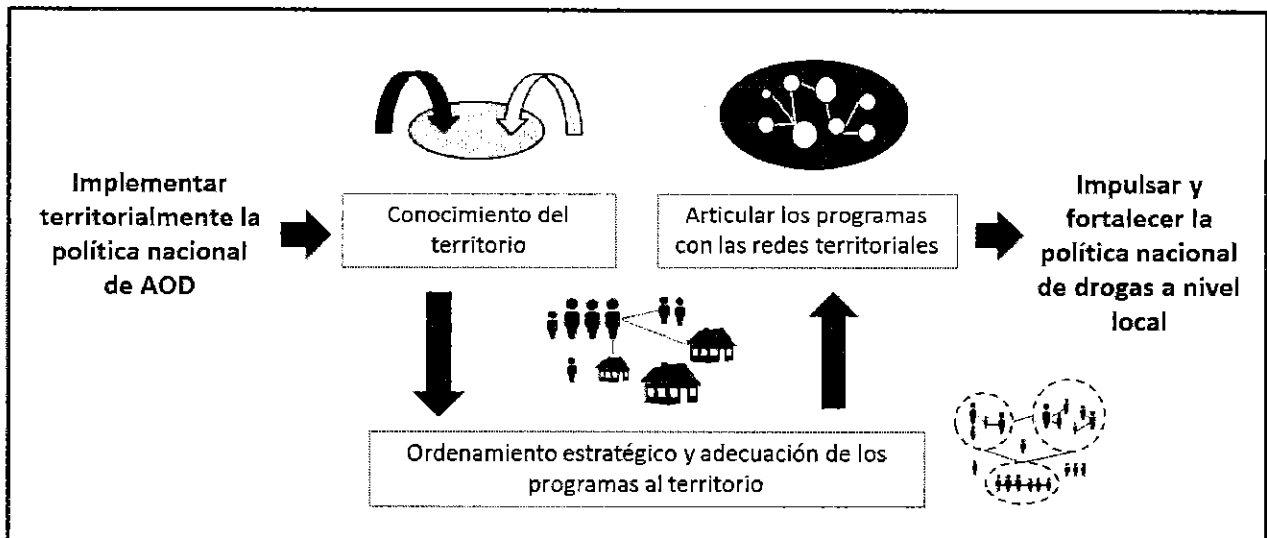 Implementar
territorialmente la
política nacional
de AOD
Conocimiento del
territorio
Articular los programas
con las redes territoriales
Impulsar y
fortalecer la
política nacional
de drogas a nivel
local
Ordenamiento estratégico y adecuación de los
programas al territorio